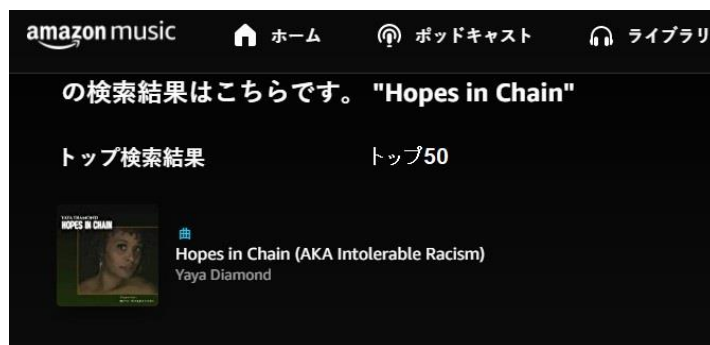 amazon music ホーム ポッドキャスト ライブラリ
の検索結果はこちらです。 "Hopes in Chain"
トップ検索結果 トップ50
YAYA DIAMOND
HOPES IN CHAIN
曲
Hopes in Chain (AKA Intolerable Racism)
Yaya Diamond